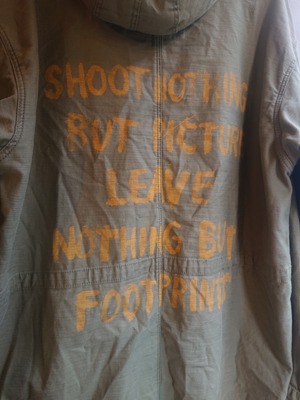 SHOOT NOTHING
BUT PICTUR
LEAVE
NOTHING BUT
FOOTPRINT